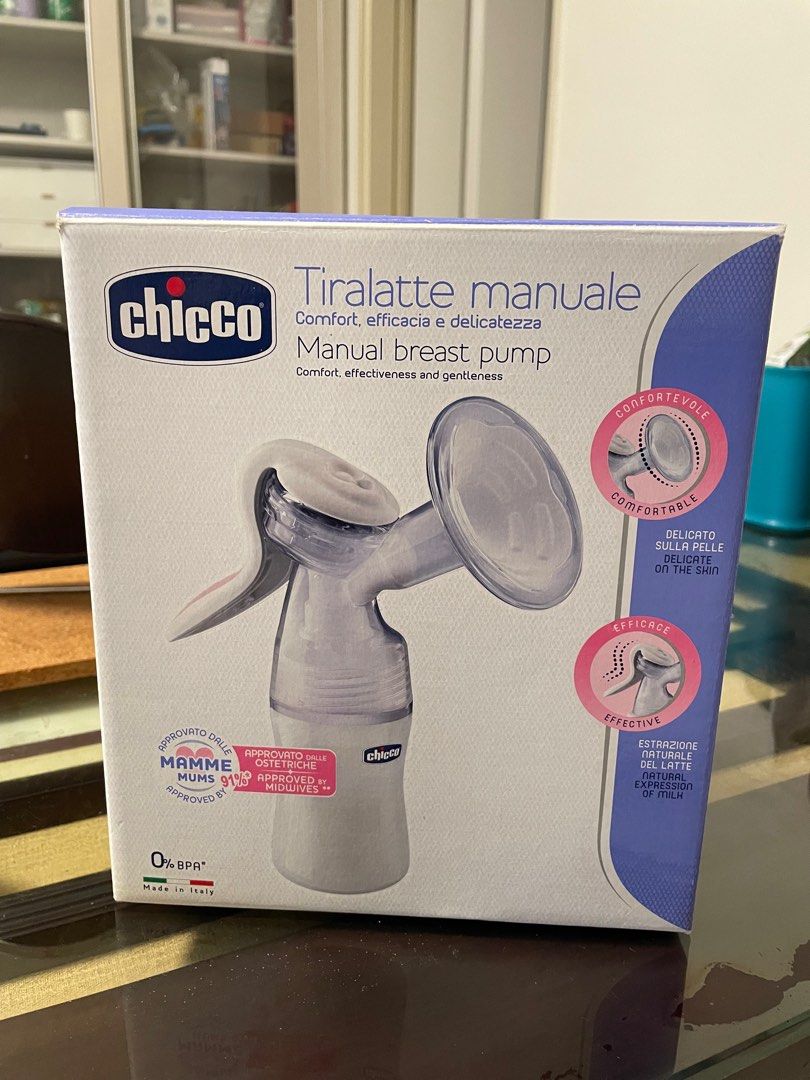 chicco
Tiralatte manuale
Comfort, efficacia e delicatezza
Manual breast pump
Comfort, effectiveness and gentleness
CONFORTEVOLE
COMFORTABLE
DELICATO
SULLA PELLE
DELICATE
ON THE SKIN
EFFICACE
EFFECTIVE
ESTRAZIONE
NATURALE
DEL LATTE
NATURAL
EXPRESSION
OF MILK
chicco
APPROVATO DALLE
MAMME
MUMS
APPROVED BY
91%*
APPROVATO DALLE
OSTETRICHE
APPROVED BY
MIDWIVES **
0% BPA*
Made in Italy